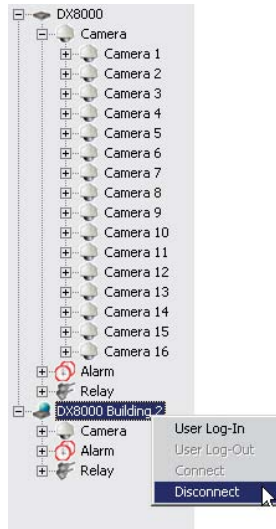 DX8000
Camera
Camera 1
Camera 2
Camera 3
Camera 4
Camera 5
Camera 6
Camera 7
Camera 8
Camera 9
Camera 10
Camera 11
Camera 12
Camera 13
Camera 14
Camera 15
Camera 16
Alarm
Relay
DX8000 Building 2
Camera
Alarm
Relay
User Log-In
User Log-Out
Connect
Disconnect